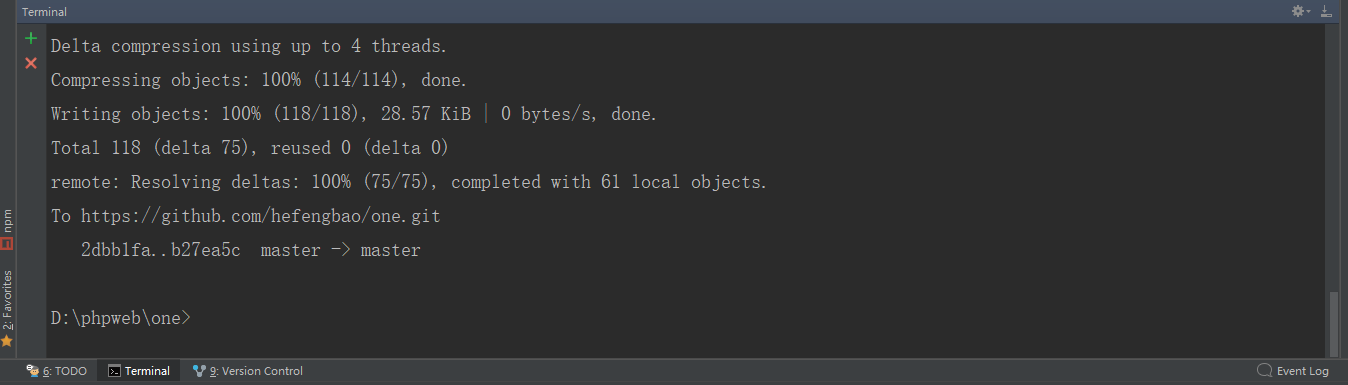 Terminal
Delta compression using up to 4 threads.
Compressing objects: 100% (114/114), done.
Writing objects: 100% (118/118), 28.57 KiB | 0 bytes/s, done.
Total 118 (delta 75), reused 0 (delta 0)
remote: Resolving deltas: 100% (75/75), completed with 61 local objects.
To https://github.com/hefengbao/one.git
2dbb1fa..b27ea5c  master -> master
D:\phpweb\one>
npm
2: Favorites
6: TODO
Terminal
9: Version Control
Event Log